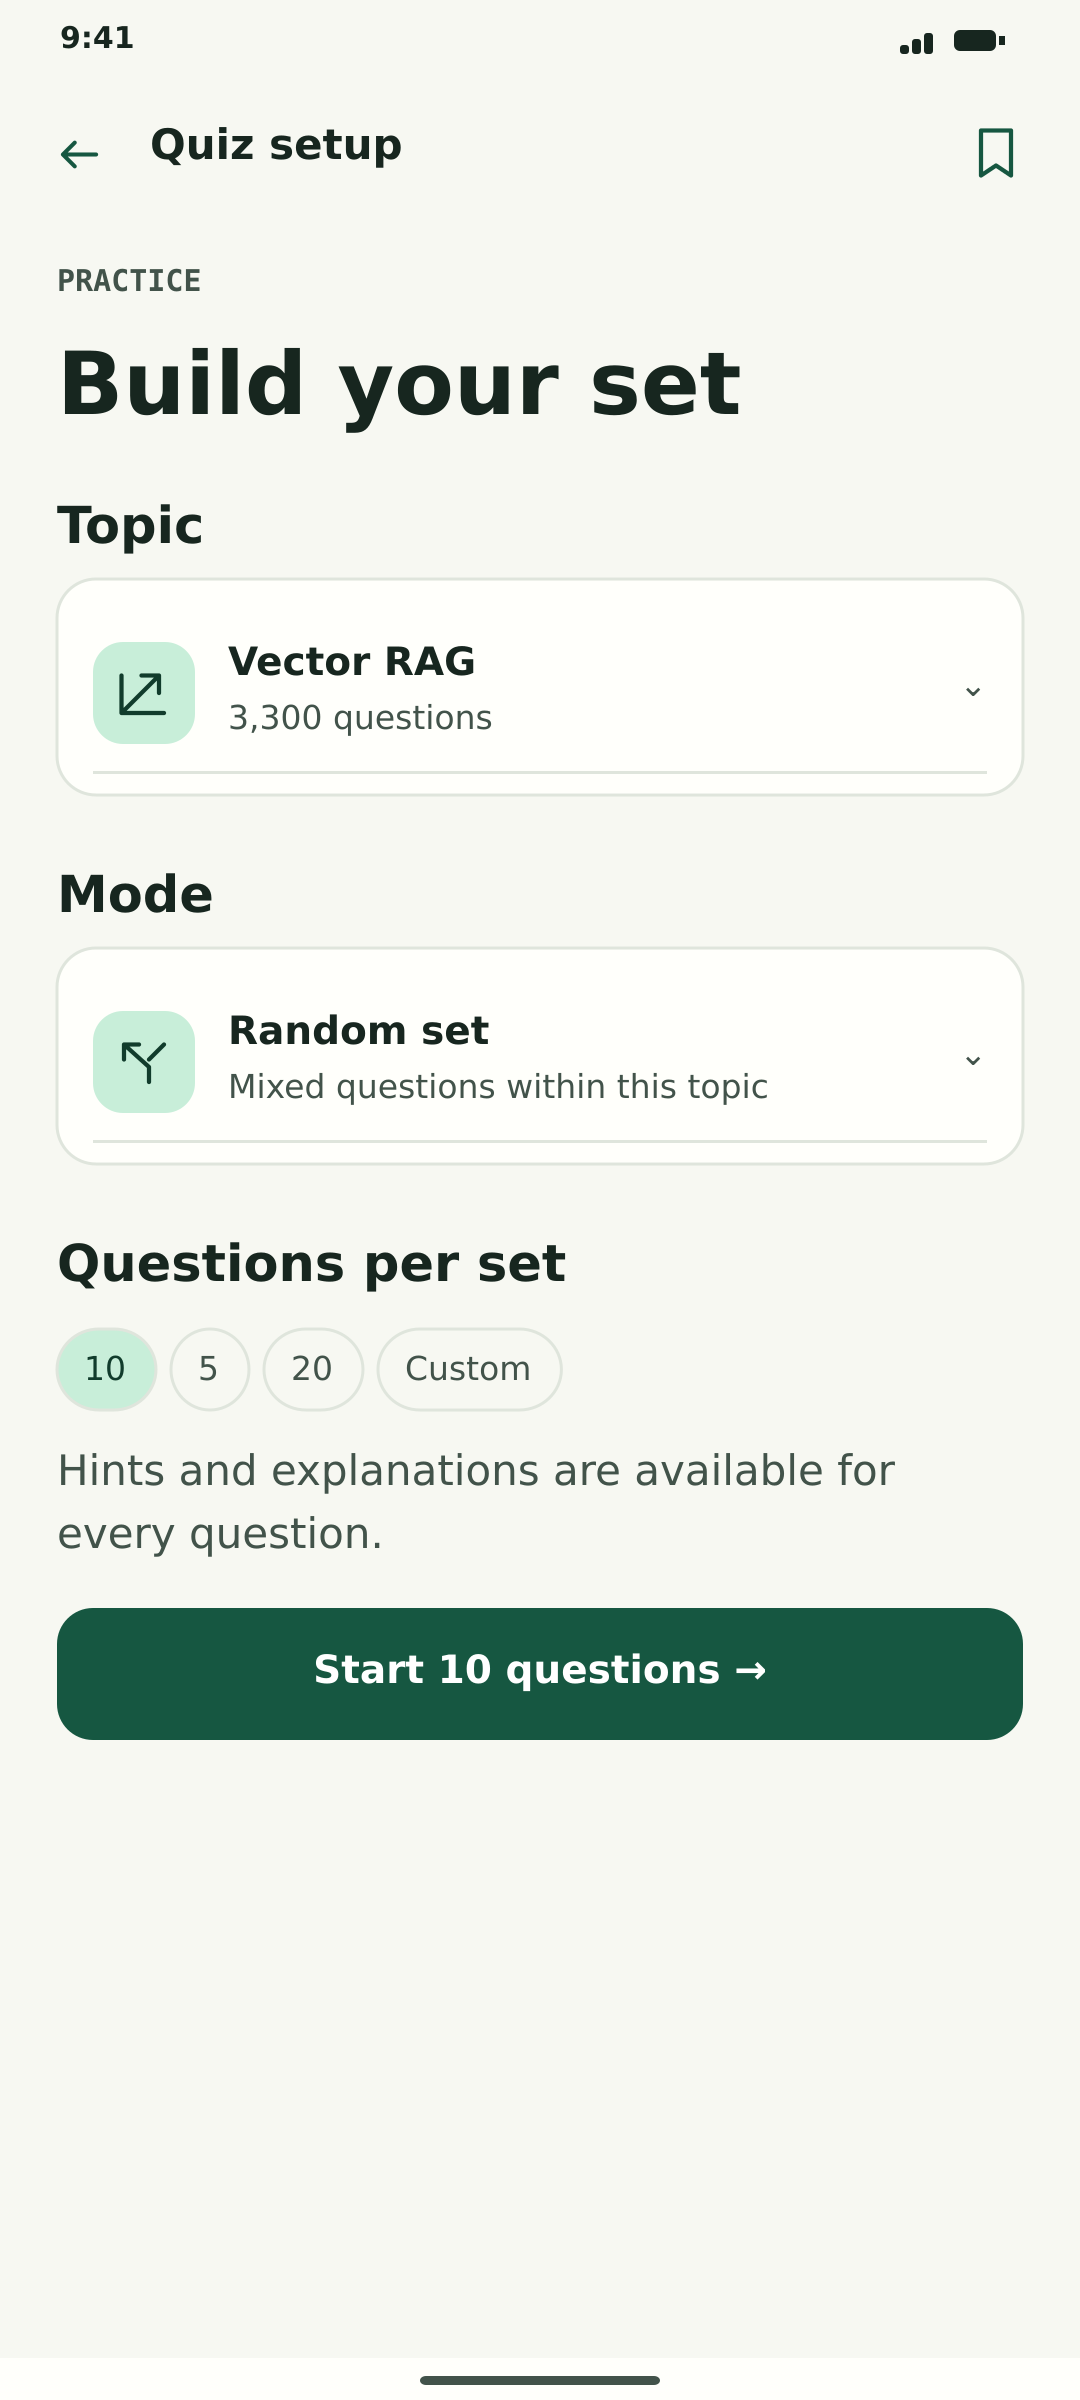 9:41
Quiz setup
PRACTICE
Build your set
Topic
Vector RAG
3,300 questions
Mode
Random set
Mixed questions within this topic
Questions per set
10 5 20 Custom
Hints and explanations are available for
every question.
Start 10 questions →